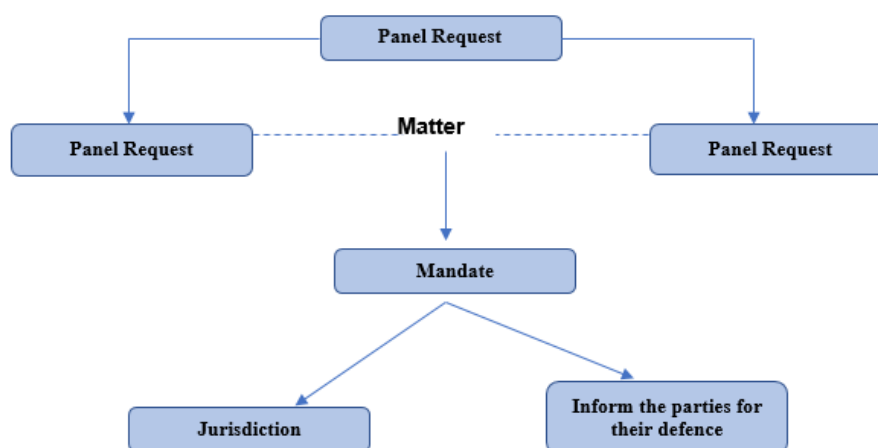 Panel Request
Panel Request
Matter
Panel Request
Mandate
Jurisdiction
Inform the parties for
their defence